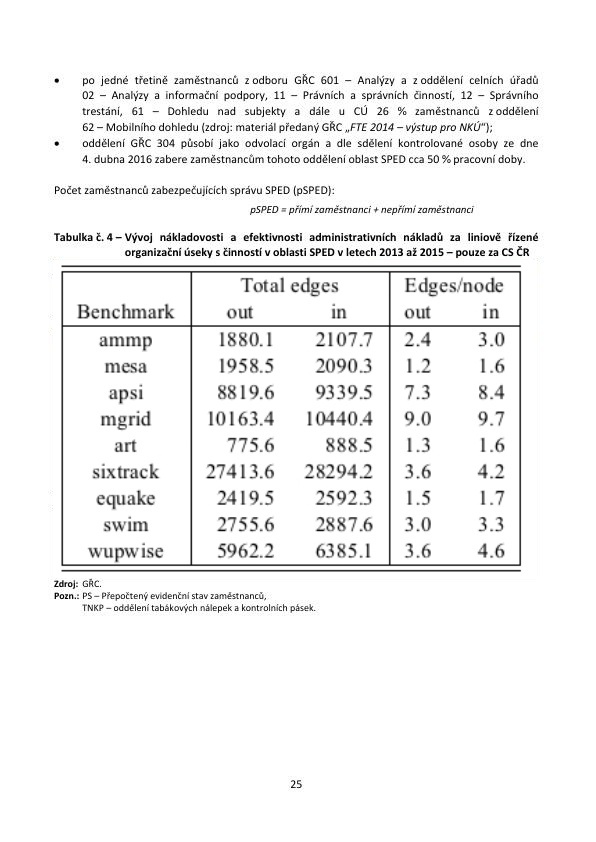 • po jedné třetině zaměstnanců z odboru GŘC 601 – Analýzy a z oddělení celních úřadů
02 – Analýzy a informační podpory, 11 – Právních a správních činností, 12 – Správního
trestání, 61 – Dohledu nad subjekty a dále u CÚ 26 % zaměstnanců z oddělení
62 – Mobilního dohledu (zdroj: materiál předaný GŘC „FTE 2014 – výstup pro NKÚ“);
• oddělení GŘC 304 působí jako odvolací orgán a dle sdělení kontrolované osoby ze dne
4. dubna 2016 zabere zaměstnancům tohoto oddělení oblast SPED cca 50 % pracovní doby.
Počet zaměstnanců zabezpečujících správu SPED (pSPED):
pSPED = přímí zaměstnanci + nepřímí zaměstnanci
Tabulka č. 4 – Vývoj nákladovosti a efektivnosti administrativních nákladů za liniově řízené
organizační úseky s činností v oblasti SPED v letech 2013 až 2015 – pouze za CS ČR
Total edges Edges/node
Benchmark out in out in
ammp 1880.1 2107.7 2.4 3.0
mesa 1958.5 2090.3 1.2 1.6
apsi 8819.6 9339.5 7.3 8.4
mgrid 10163.4 10440.4 9.0 9.7
art 775.6 888.5 1.3 1.6
sixtrack 27413.6 28294.2 3.6 4.2
equake 2419.5 2592.3 1.5 1.7
swim 2755.6 2887.6 3.0 3.3
wupwise 5962.2 6385.1 3.6 4.6
Zdroj: GŘC.
Pozn.: PS – Přepočtený evidenční stav zaměstnanců,
TNKP – oddělení tabákových nálepek a kontrolních pásek.
25